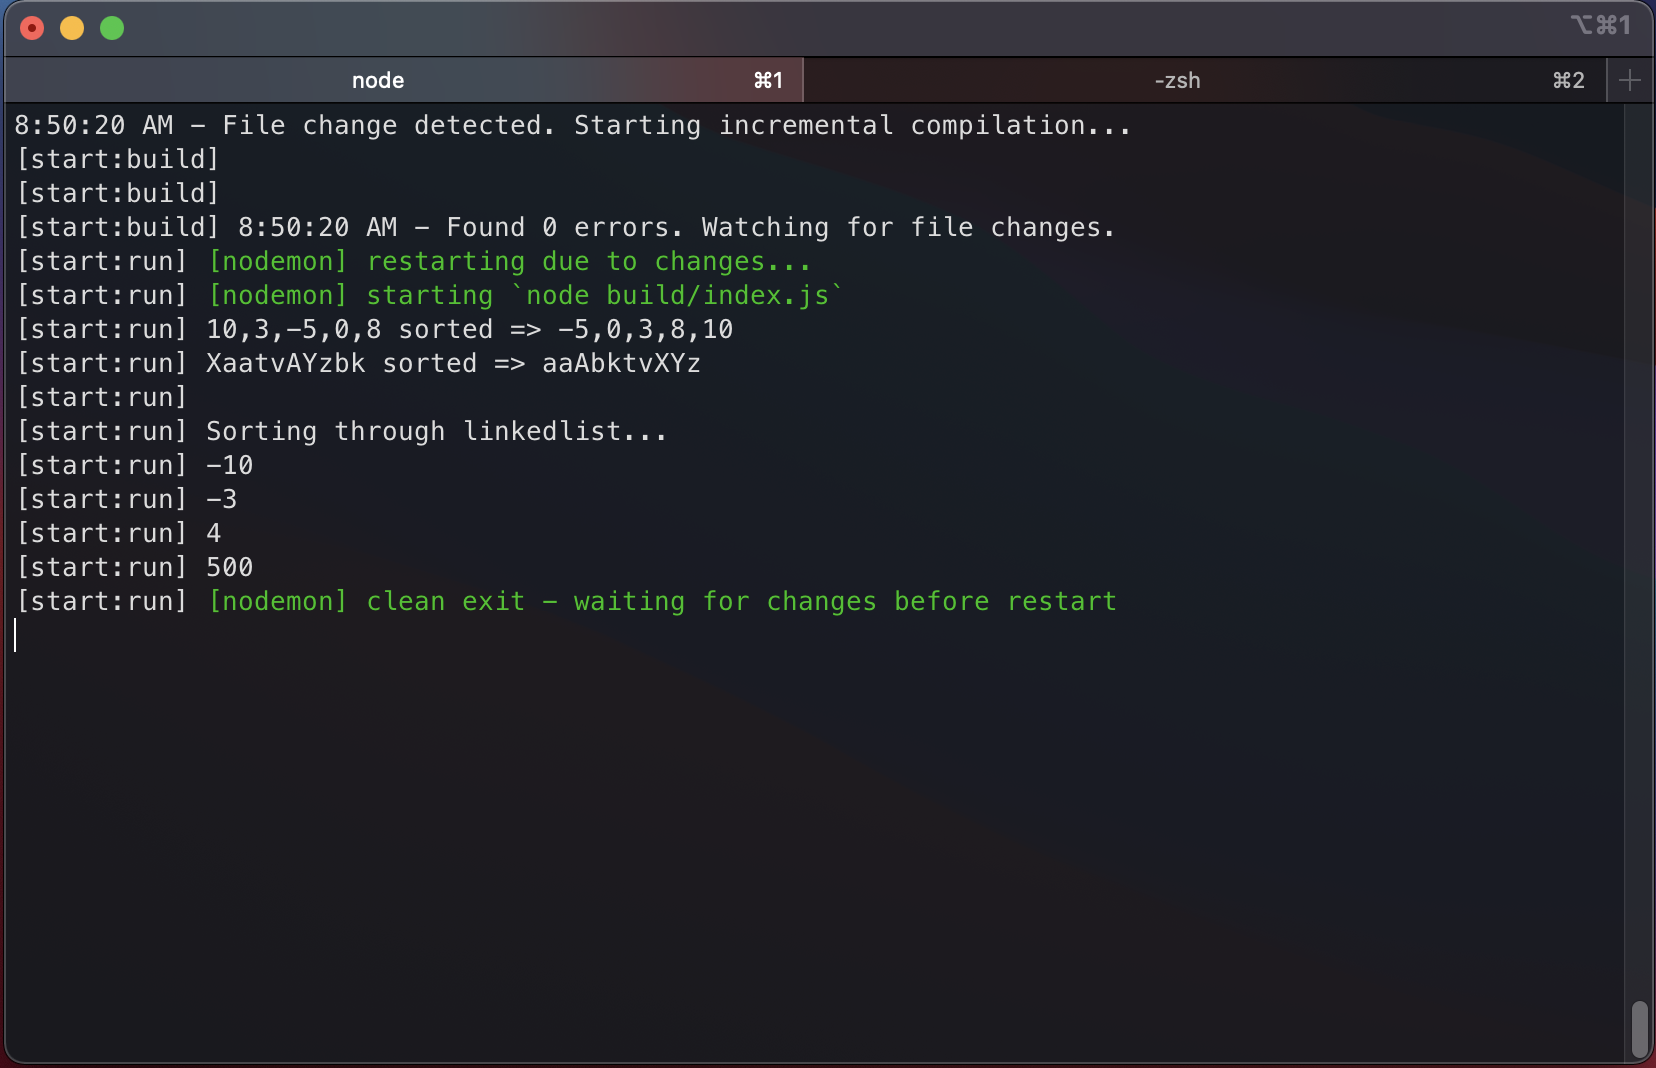 ⌥⌘1
node ⌘1 -zsh ⌘2 +
8:50:20 AM - File change detected. Starting incremental compilation...
[start:build]
[start:build]
[start:build] 8:50:20 AM - Found 0 errors. Watching for file changes.
[start:run] [nodemon] restarting due to changes...
[start:run] [nodemon] starting `node build/index.js`
[start:run] 10,3,-5,0,8 sorted => -5,0,3,8,10
[start:run] XaatvAYzbk sorted => aaAbktvXYz
[start:run]
[start:run] Sorting through linkedlist...
[start:run] -10
[start:run] -3
[start:run] 4
[start:run] 500
[start:run] [nodemon] clean exit - waiting for changes before restart